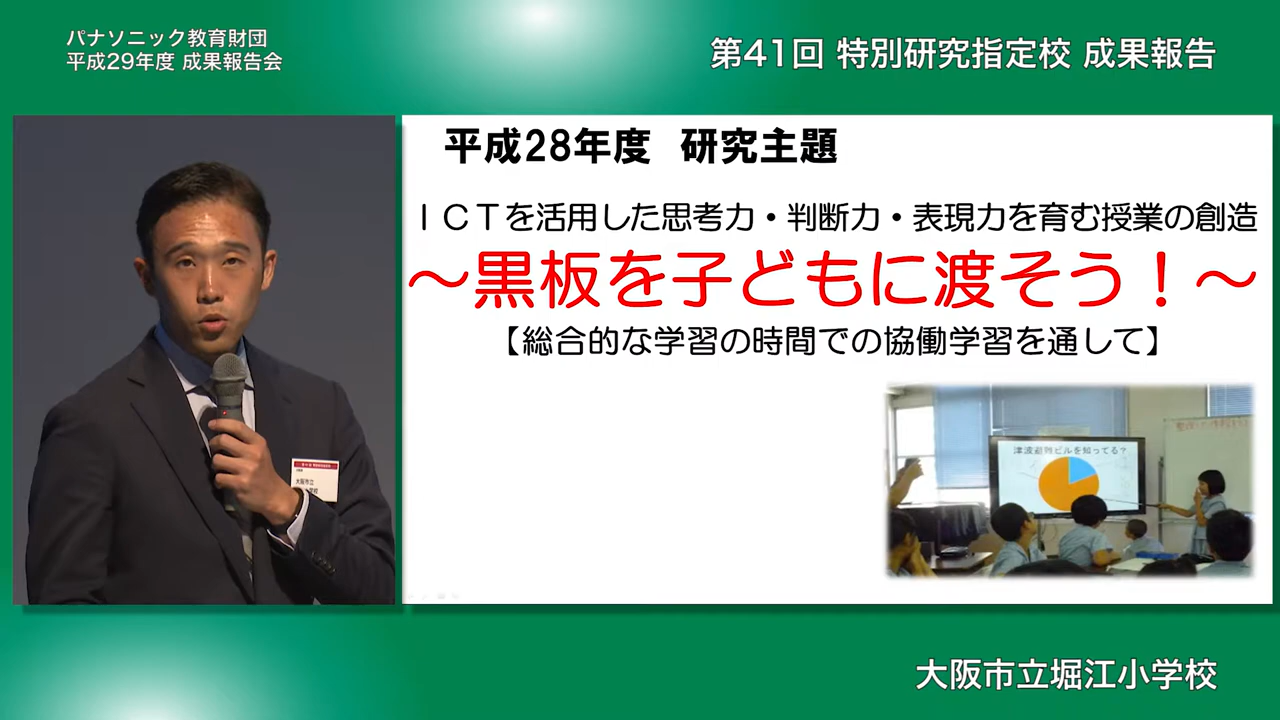 パナソニック教育財団
平成29年度 成果報告会
第41回 特別研究指定校 成果報告
平成28年度　研究主題
ＩＣＴを活用した思考力・判断力・表現力を育む授業の創造
～黒板を子どもに渡そう！～
【総合的な学習の時間での協働学習を通して】
津波避難ビルを知ってる？
大阪市立
大阪市立堀江小学校